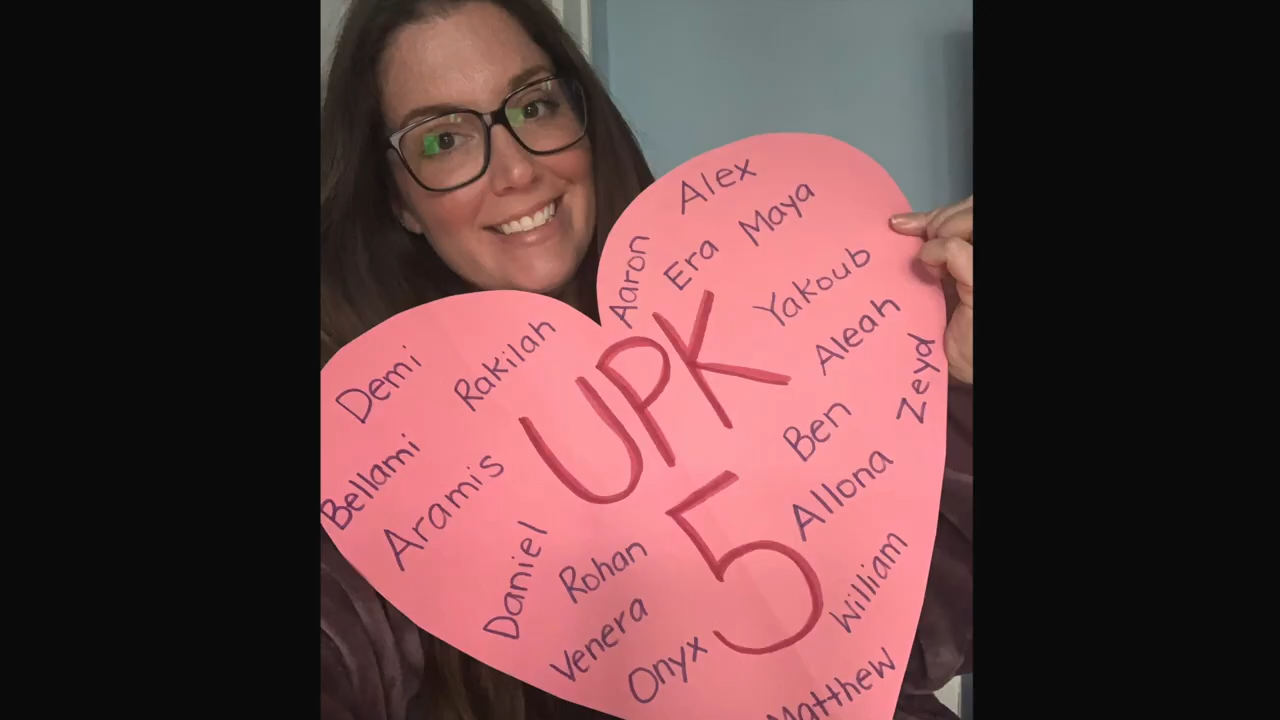 Alex
Maya
Aaron
Era
Yakoub
Aleah
Zeyd
Demi
Rakilah
UPK
Bellami
Aramis
Ben
Allona
5
Daniel
Rohan
William
Venera
Onyx
Matthew